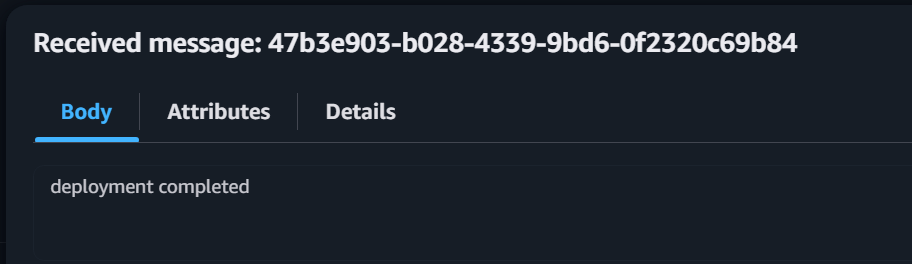 Received message: 47b3e903-b028-4339-9bd6-0f2320c69b84
Body Attributes Details
deployment completed